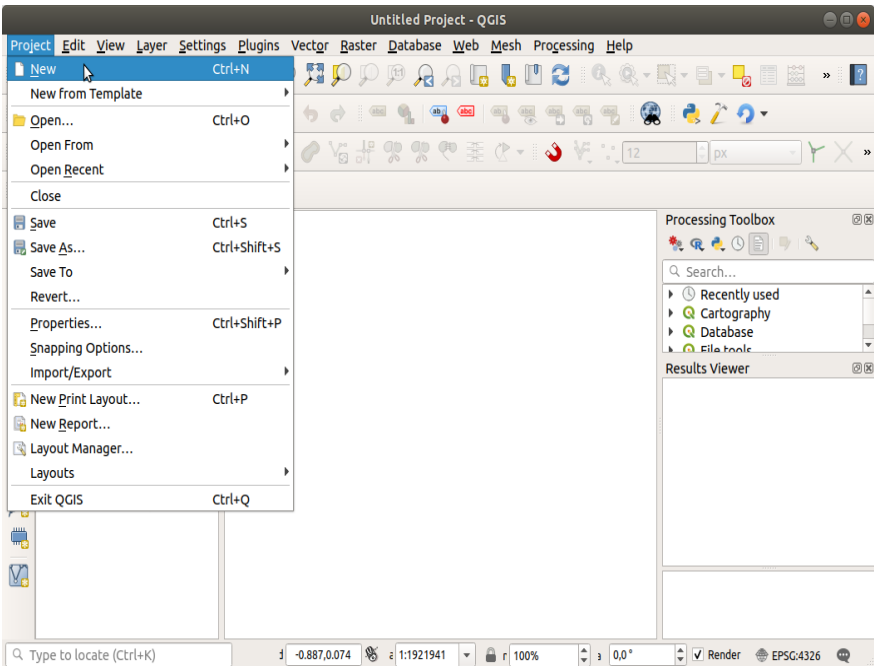 Untitled Project - QGIS
Project Edit View Layer Settings Plugins Vector Raster Database Web Mesh Processing Help
New Ctrl+N
New from Template
Open... Ctrl+O
Open From
Open Recent
Close
Save Ctrl+S
Save As... Ctrl+Shift+S
Save To
Revert...
Properties... Ctrl+Shift+P
Snapping Options...
Import/Export
New Print Layout... Ctrl+P
New Report...
Layout Manager...
Layouts
Exit QGIS Ctrl+Q
»
?
abc
abc
12
px
»
Processing Toolbox
Search...
Recently used
Cartography
Database
File tools
Results Viewer
Type to locate (Ctrl+K)
-0.887,0.074
1:1921941
r
100%
0,0 °
Render
EPSG:4326